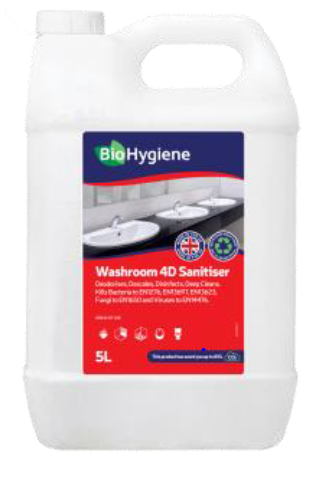 BioHygiene
Washroom 4D Sanitiser
Deodorises, Descales, Disinfects, Deep Cleans.
Kills Bacteria to EN1276, EN13697, EN13623,
Fungi to EN1650 and Viruses to EN14476.
5L